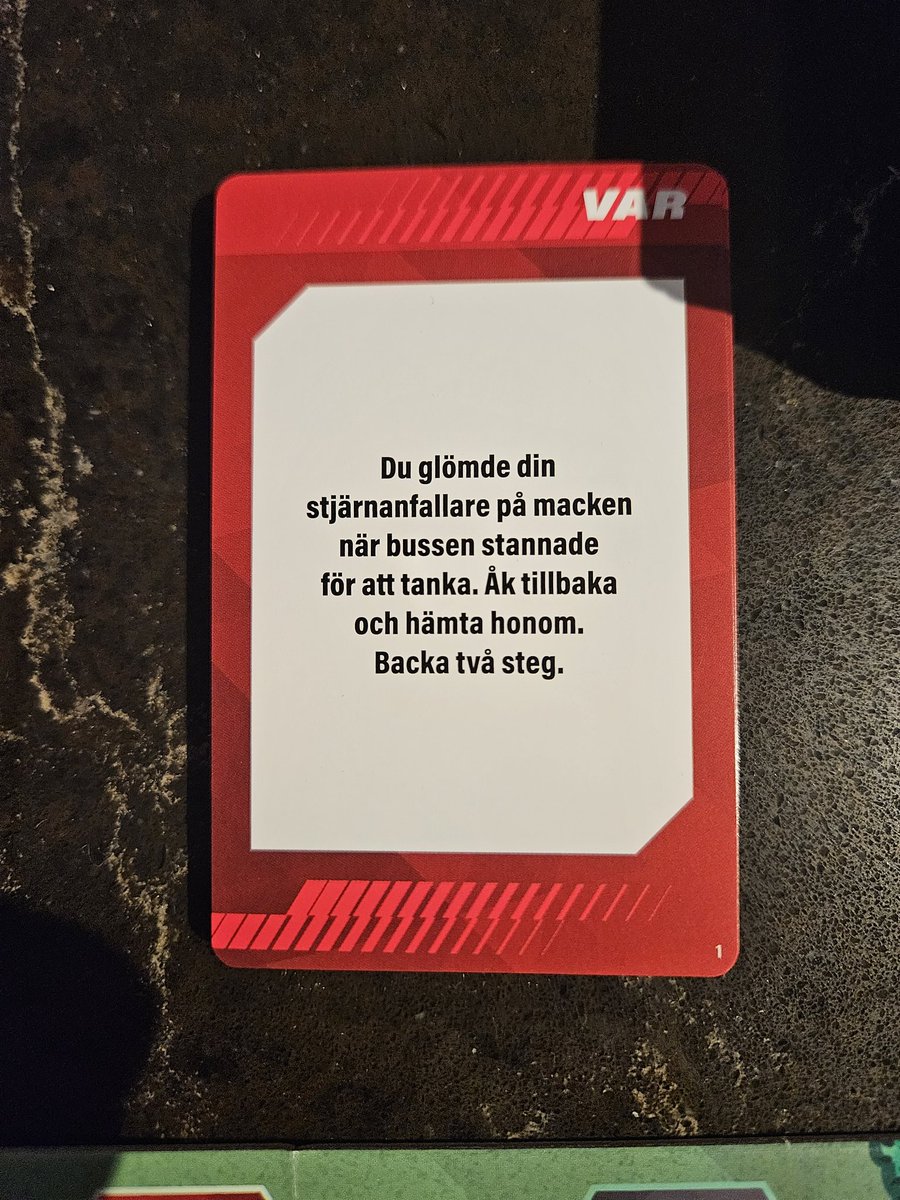 VAR
Du glömde din
stjärnanfallare på macken
när bussen stannade
för att tanka. Åk tillbaka
och hämta honom.
Backa två steg.
1